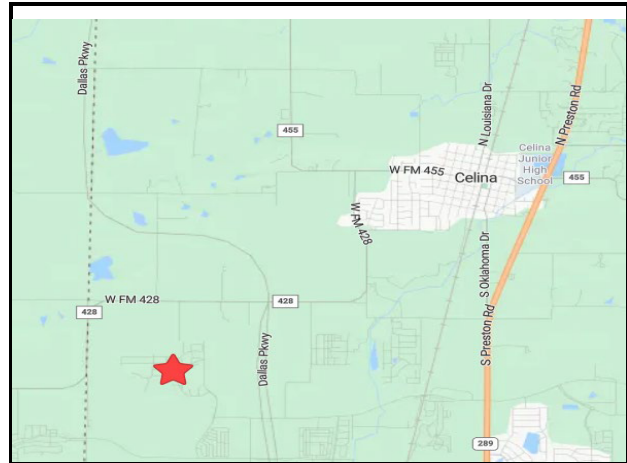 Dallas Pkwy
455
N Louisiana Dr
N Preston Rd
Celina
Junior
High
School
W FM 455
Celina
455
W FM 428
S Oklahoma Dr
W FM 428
428
428
S Preston Rd
Dallas Pkwy
289